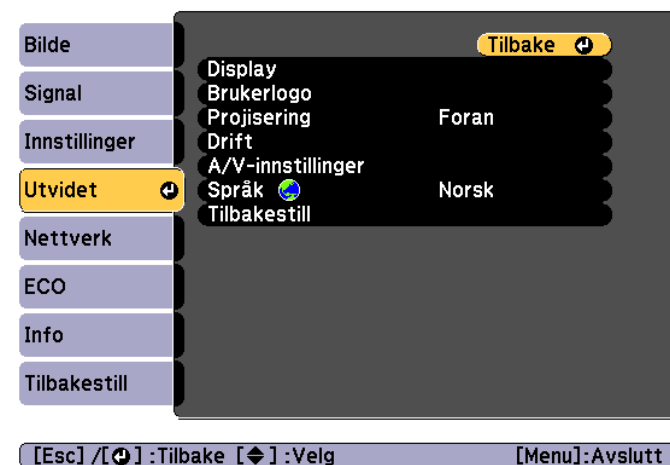 Bilde
Signal
Innstillinger
Utvidet
Nettverk
ECO
Info
Tilbakestill
Tilbake
Display
Brukerlogo
Projisering Foran
Drift
A/V-innstillinger
Språk Norsk
Tilbakestill
[Esc] /[ ] :Tilbake [ ] :Velg [Menu]:Avslutt